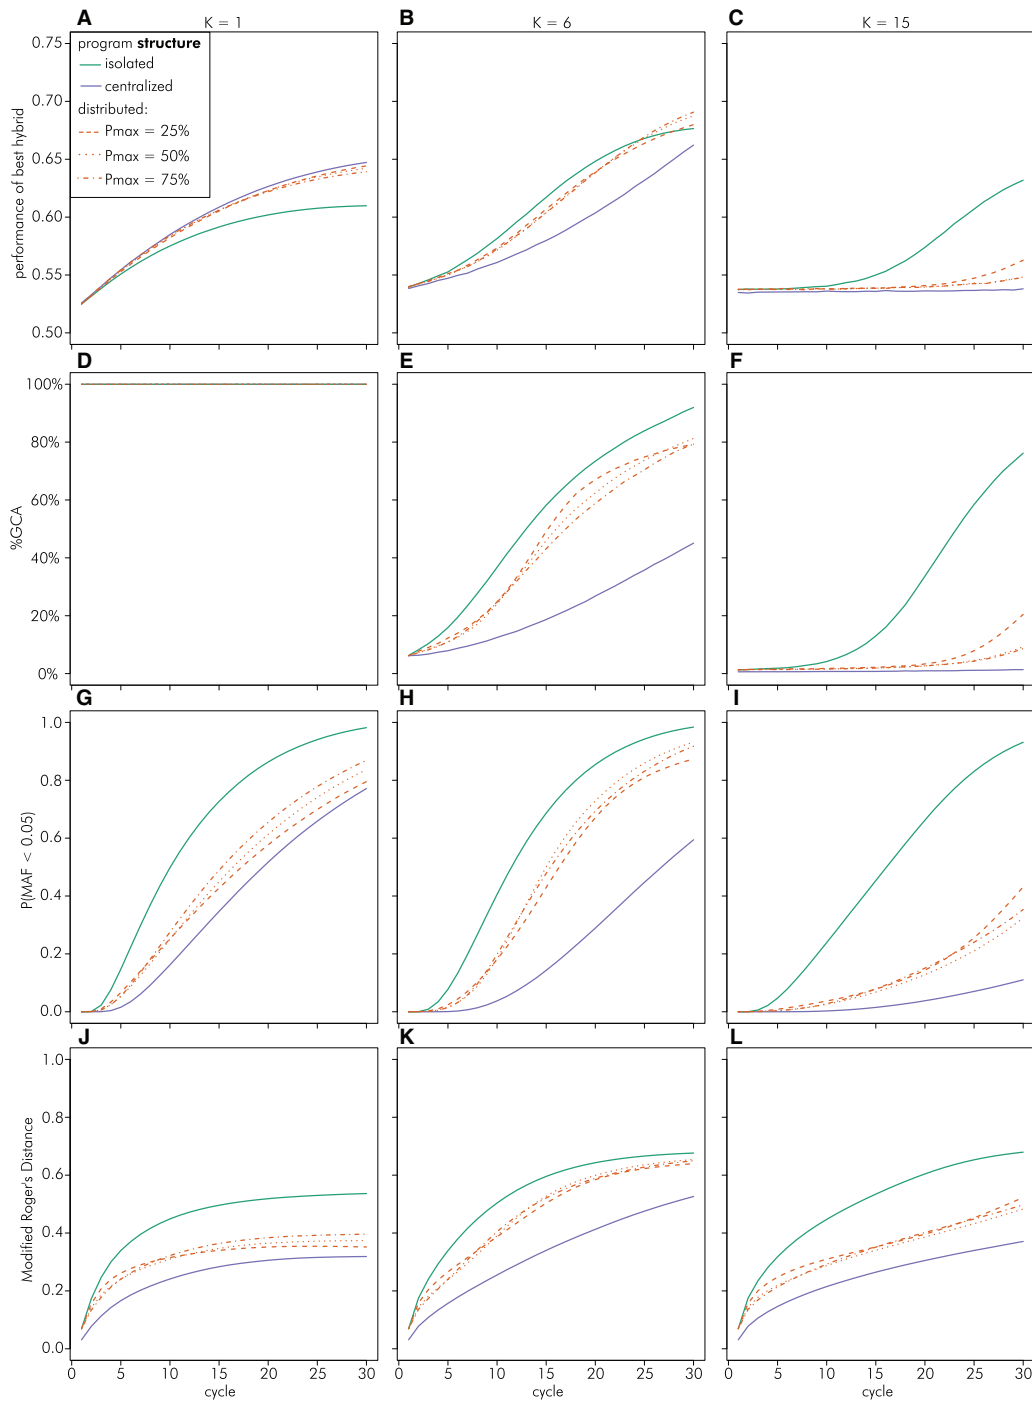 A
K = 1
B
K = 6
C
K = 15
performance of best hybrid
0.75
0.70
0.65
0.60
0.55
0.50
program structure
isolated
centralized
distributed:
Pmax = 25%
Pmax = 50%
Pmax = 75%
D
E
F
%GCA
100%
80%
60%
40%
20%
0%
G
H
I
P(MAF < 0.05)
1.0
0.8
0.6
0.4
0.2
0.0
J
K
L
Modified Roger's Distance
1.0
0.8
0.6
0.4
0.2
0.0
0 5 10 15 20 25 30
0 5 10 15 20 25 30
0 5 10 15 20 25 30
cycle
cycle
cycle